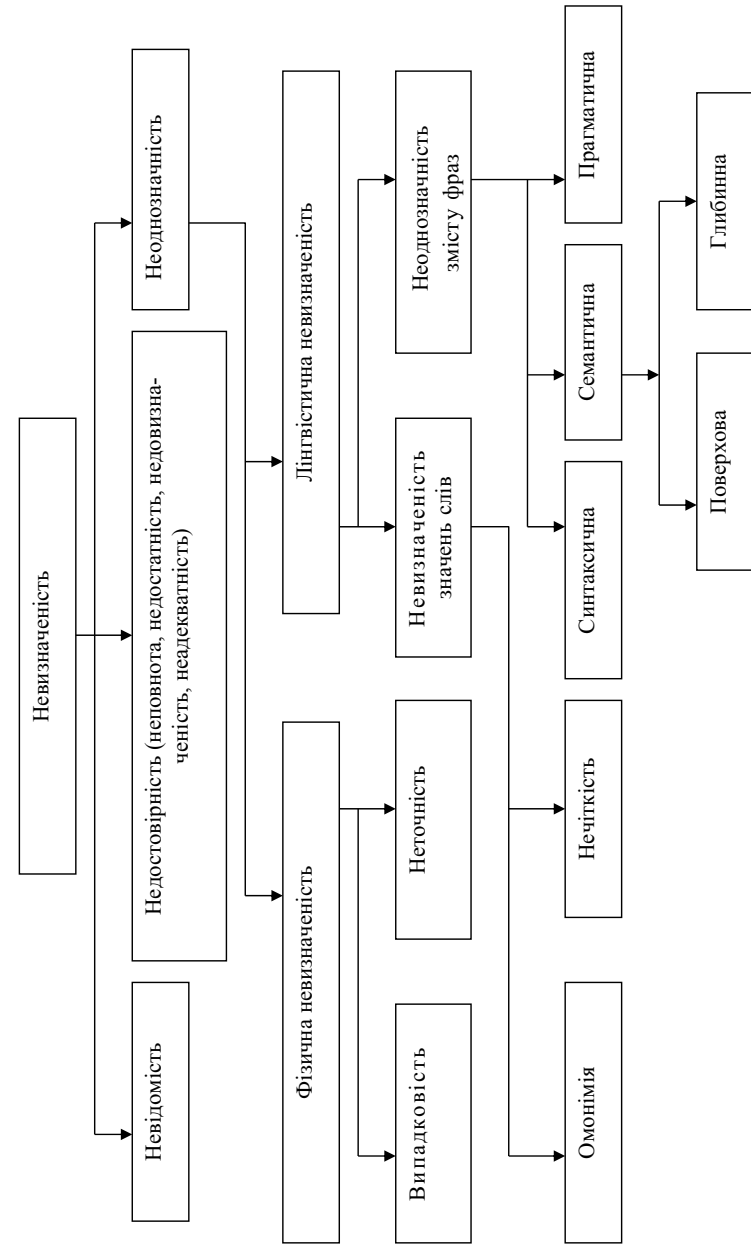 Невизначеність
Невідомість
Недостовірність (неповнота, недостатність, недовизна-
ченість, неадекватність)
Неоднозначність
Фізична невизначеність
Лінгвістична невизначеність
Випадковість
Неточність
Невизначеність
значень слів
Неоднозначність
змісту фраз
Омонімія
Нечіткість
Синтаксична
Семантична
Прагматична
Поверхова
Глибинна